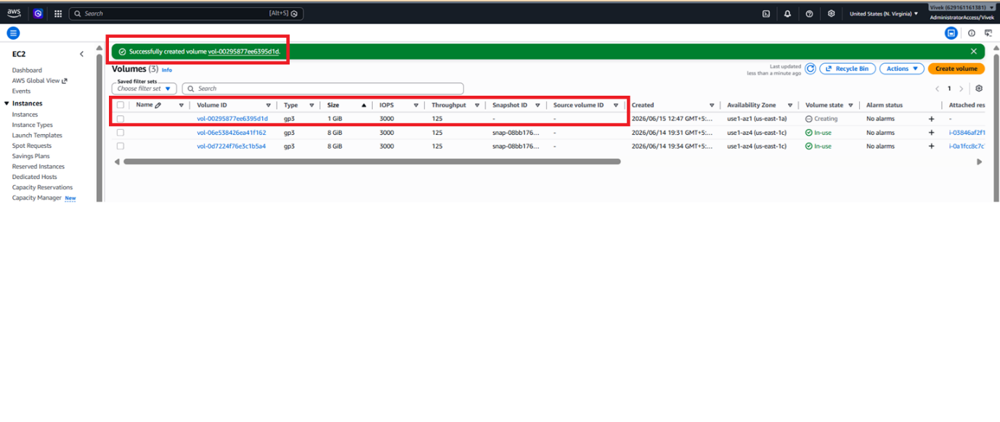 aws Search [Alt+S] United States (N. Virginia) Vivek (629161161381)
AdministratorAccess/Vivek
EC2
Dashboard
AWS Global View
Events
Instances
Instances
Instance Types
Launch Templates
Spot Requests
Savings Plans
Reserved Instances
Dedicated Hosts
Capacity Reservations
Capacity Manager New
Successfully created volume vol-00295877ee6395d1d.
Volumes (3) Info
Last updated
less than a minute ago
Recycle Bin Actions Create volume
Saved filter sets
Choose filter set Search 1
Name Volume ID Type Size IOPS Throughput Snapshot ID Source volume ID Created Availability Zone Volume state Alarm status Attached res
vol-00295877ee6395d1d gp3 1 GiB 3000 125 - - 2026/06/15 12:47 GMT+5:... use1-az1 (us-east-1a) Creating No alarms + -
vol-06e538426ea41f162 gp3 8 GiB 3000 125 snap-08bb176... - 2026/06/14 19:31 GMT+5:... use1-az4 (us-east-1c) In-use No alarms + i-03846af2f1
vol-0d7224f76e3c1b5a4 gp3 8 GiB 3000 125 snap-08bb176... - 2026/06/14 19:34 GMT+5:... use1-az4 (us-east-1c) In-use No alarms + i-0a1fcc8c7c